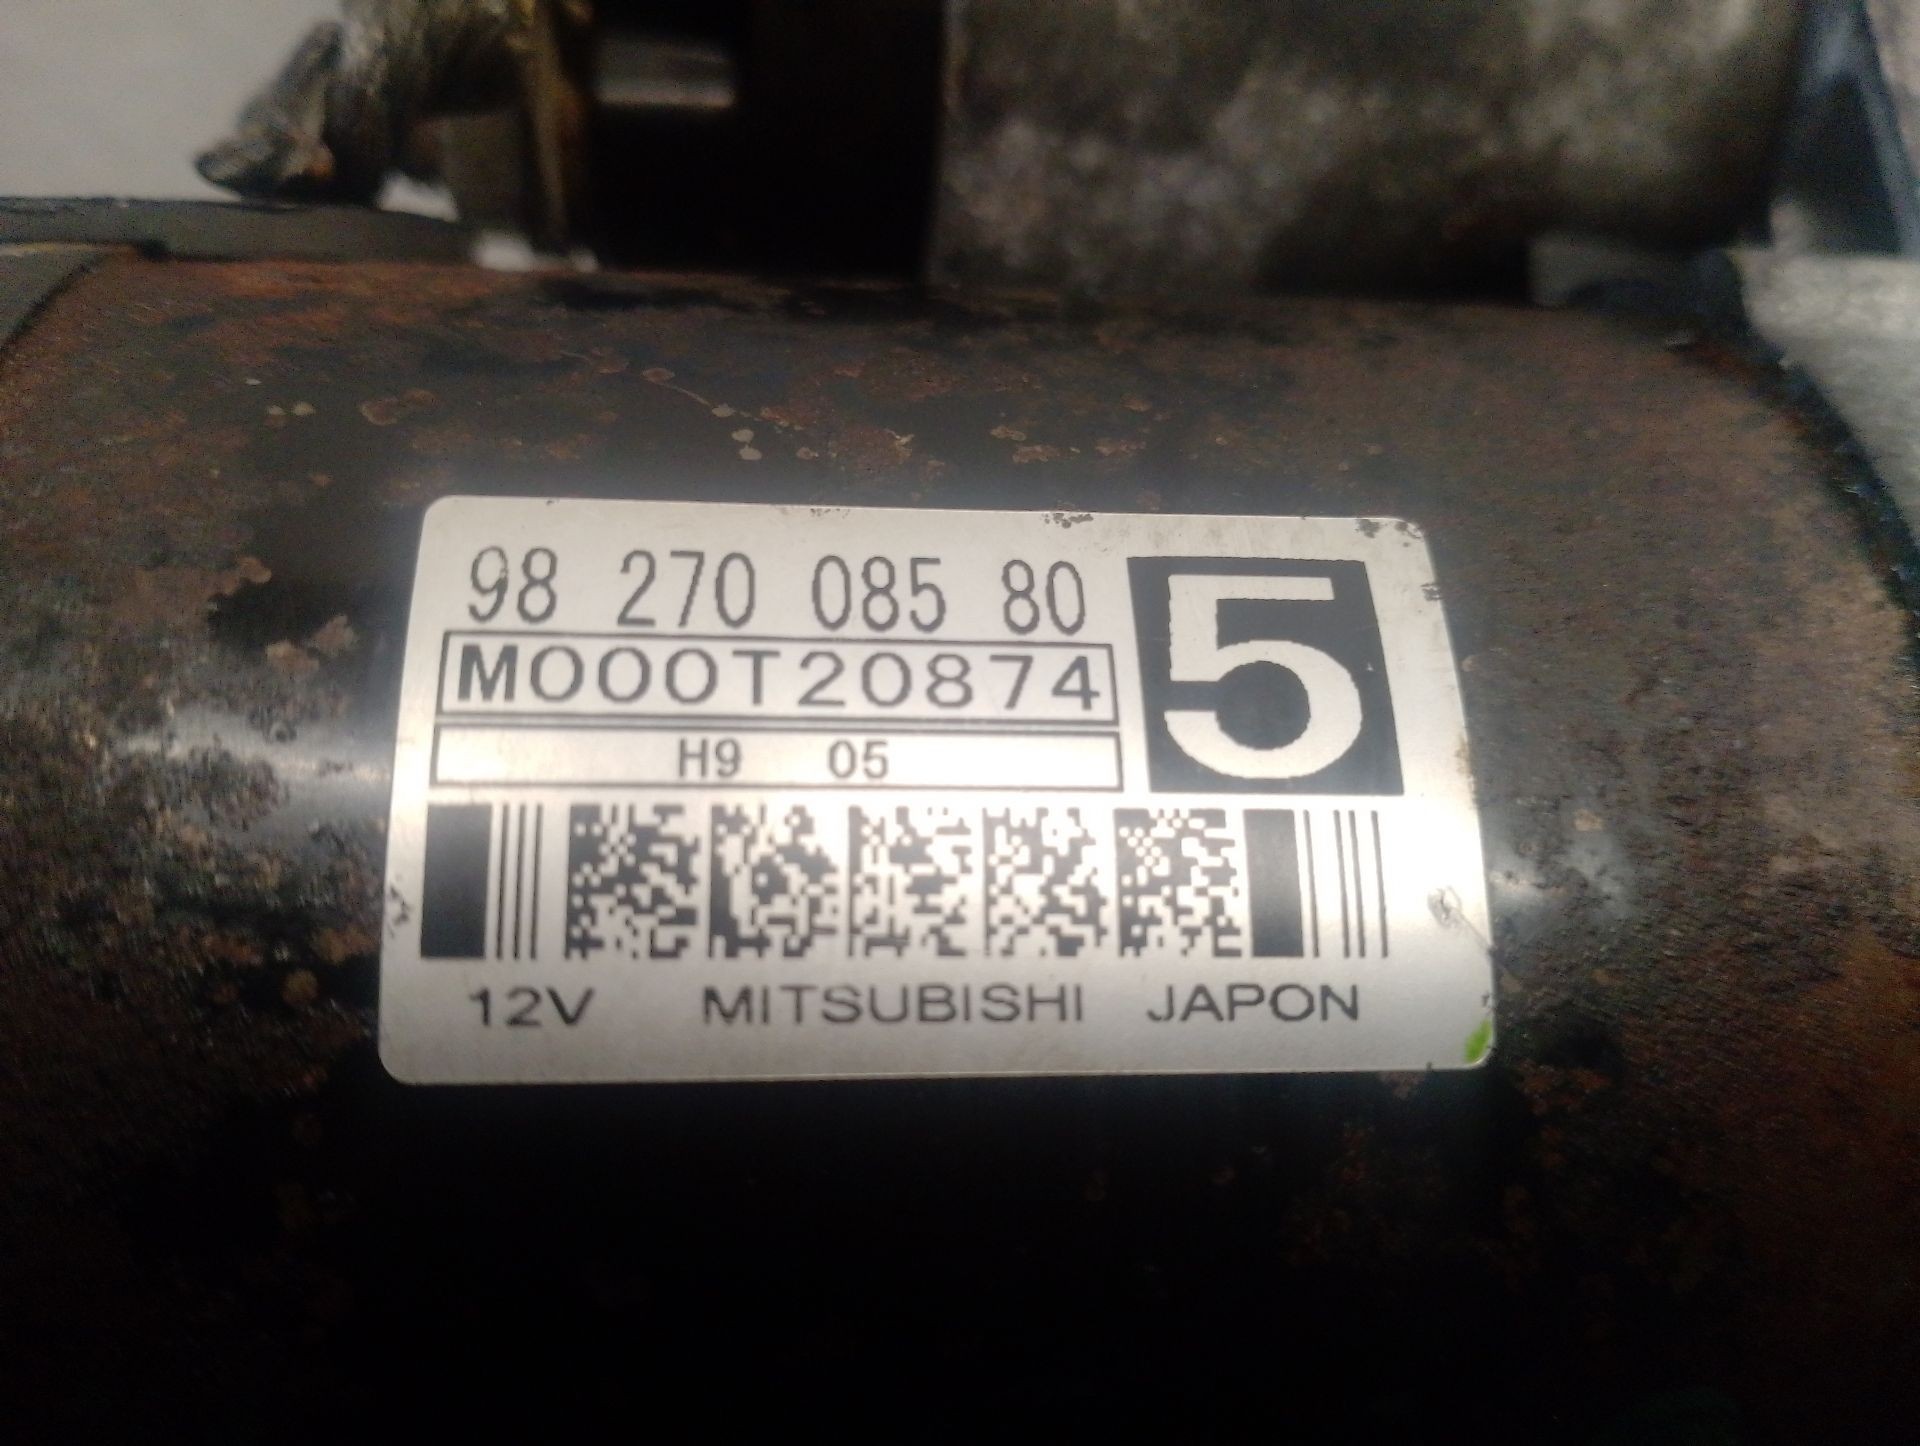 98 270 085 80
5
M000T20874
H9 05
12V MITSUBISHI JAPON